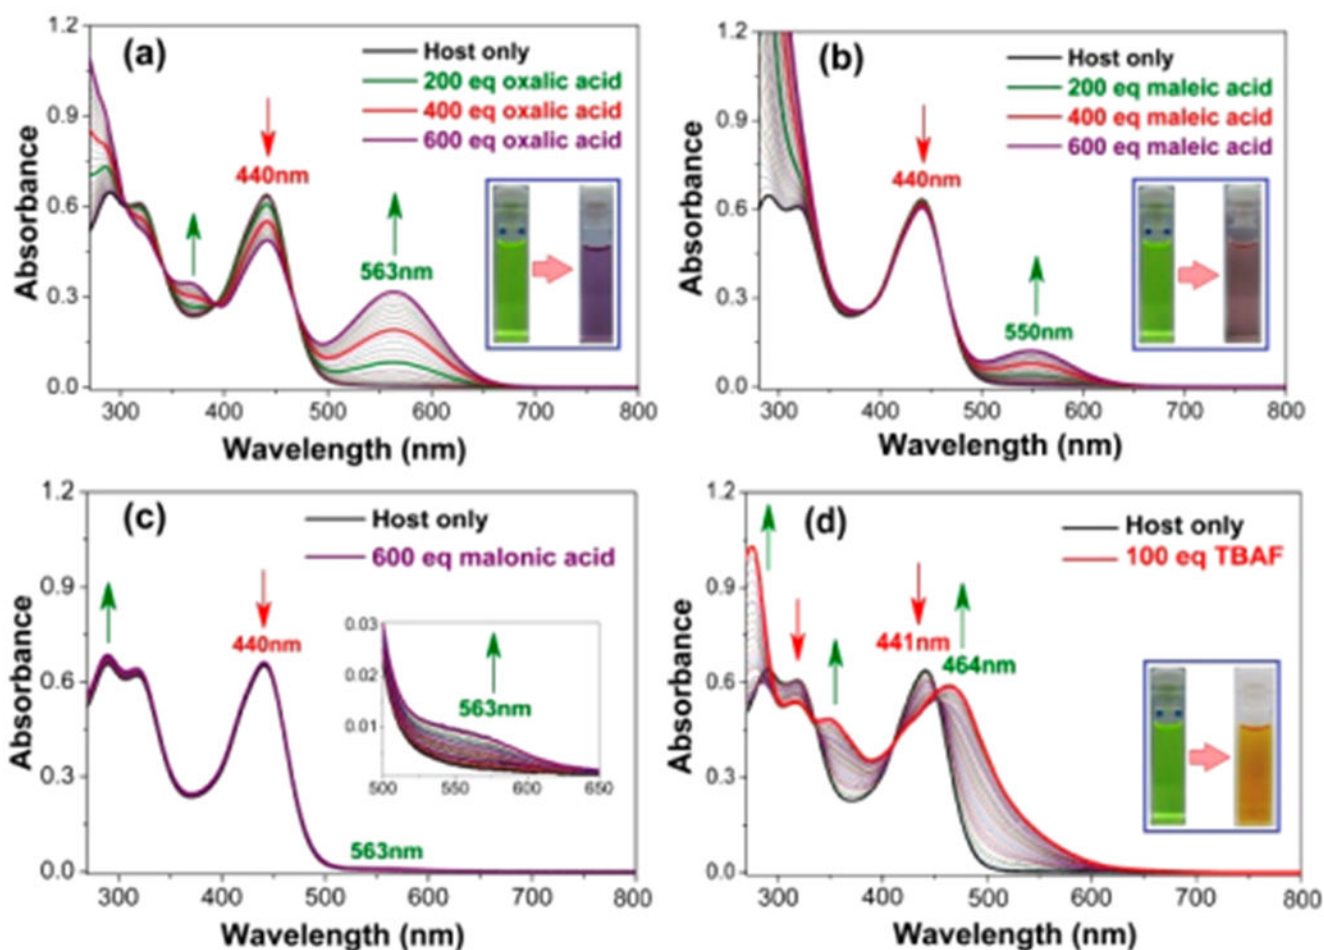 (a)
Host only
200 eq oxalic acid
400 eq oxalic acid
600 eq oxalic acid
440nm
563nm
1.2
0.9
0.6
0.3
0.0
Absorbance
300 400 500 600 700 800
Wavelength (nm)
(b)
Host only
200 eq maleic acid
400 eq maleic acid
600 eq maleic acid
440nm
550nm
1.2
0.9
0.6
0.3
0.0
Absorbance
300 400 500 600 700 800
Wavelength (nm)
(c)
Host only
600 eq malonic acid
440nm
0.03
0.02
0.01
563nm
500 550 600 650
563nm
1.2
0.9
0.6
0.3
0.0
Absorbance
300 400 500 600 700 800
Wavelength (nm)
(d)
Host only
100 eq TBAF
441nm
464nm
1.2
0.9
0.6
0.3
0.0
Absorbance
300 400 500 600 700 800
Wavelength (nm)